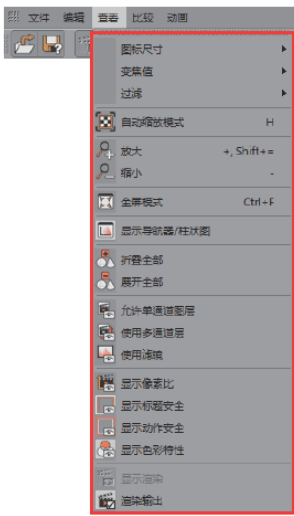 文件 编辑 查看 比较 动画
图标尺寸
变焦值
过滤
自动缩放模式 H
放大 +, Shift+=
缩小 -
全屏模式 Ctrl+F
显示导航器/柱状图
折叠全部
展开全部
允许单通道图层
使用多通道层
使用滤镜
显示像素比
显示标题安全
显示动作安全
显示色彩特性
显示渲染
渲染输出